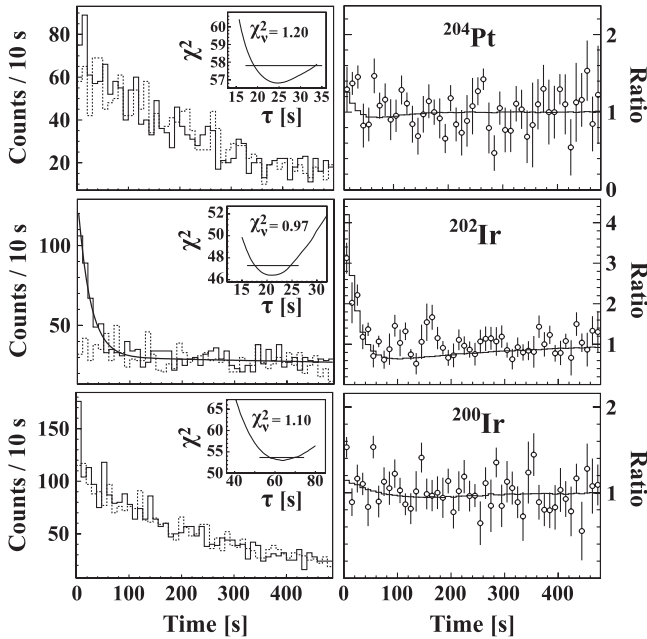 Counts / 10 s
80
60
40
20
χ²
60
59
58
57
χ²ν = 1.20
15 20 25 30 35
τ [s]
²⁰⁴Pt
2
1
0
Ratio
Counts / 10 s
100
50
χ²
52
50
48
46
χ²ν = 0.97
10 15 20 25 30
τ [s]
²⁰²Ir
4
3
2
1
Ratio
Counts / 10 s
150
100
50
χ²
65
60
55
50
χ²ν = 1.10
40 60 80
τ [s]
²⁰⁰Ir
2
1
0
Ratio
0 100 200 300 400
Time [s]
0 100 200 300 400
Time [s]